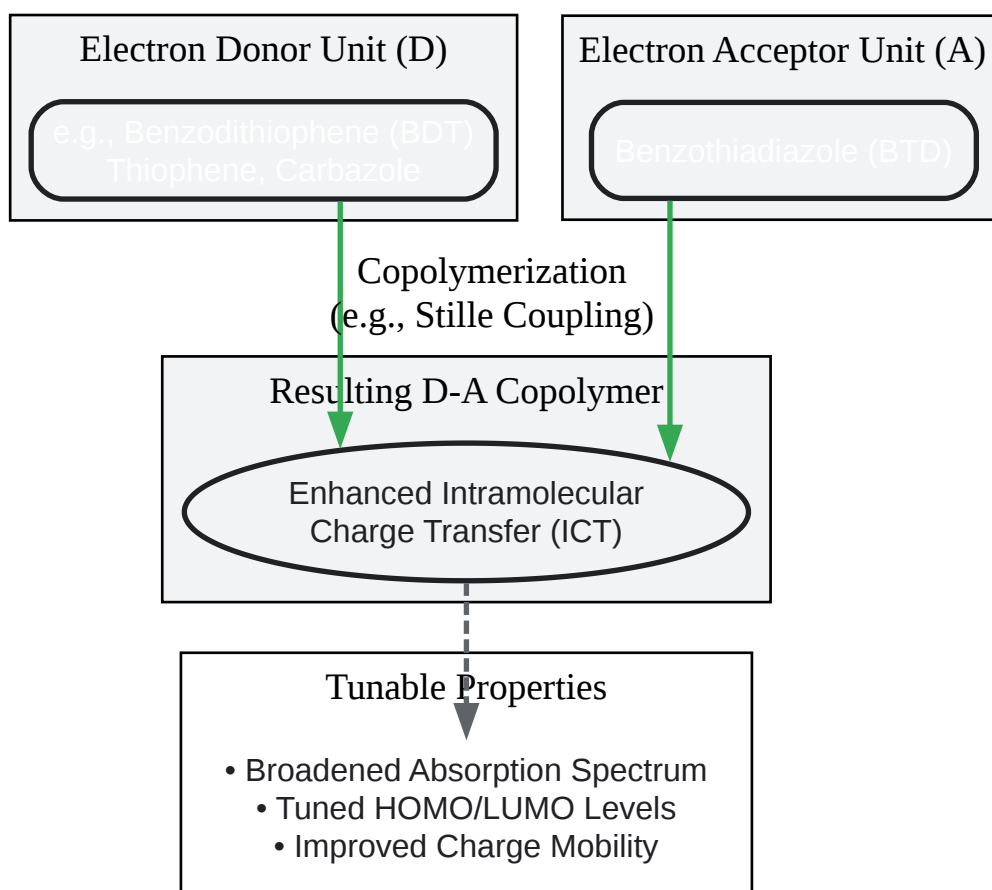 Electron Donor Unit (D)
e.g., Benzodithiophene (BDT)
Thiophene, Carbazole
Electron Acceptor Unit (A)
Benzothiadiazole (BTD)
Copolymerization
(e.g., Stille Coupling)
Resulting D-A Copolymer
Enhanced Intramolecular
Charge Transfer (ICT)
Tunable Properties
• Broadened Absorption Spectrum
• Tuned HOMO/LUMO Levels
• Improved Charge Mobility